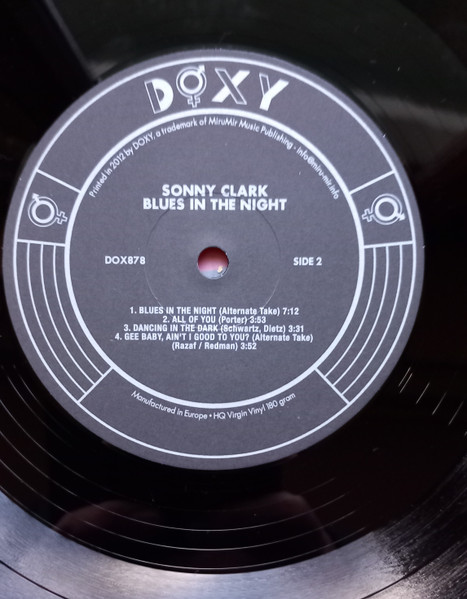 DOXY
Printed in 2012 by DOXY, a trademark of MiruMir Music Publishing - info@miru-mir.info
SONNY CLARK
BLUES IN THE NIGHT
DOX878
SIDE 2
1. BLUES IN THE NIGHT (Alternate Take) 7:12
2. ALL OF YOU (Porter) 3:53
3. DANCING IN THE DARK (Schwartz, Dietz) 3:31
4. GEE BABY, AIN'T I GOOD TO YOU? (Alternate Take)
(Razaf / Redman) 3:52
Manufactured in Europe • HQ Virgin Vinyl 180 gram